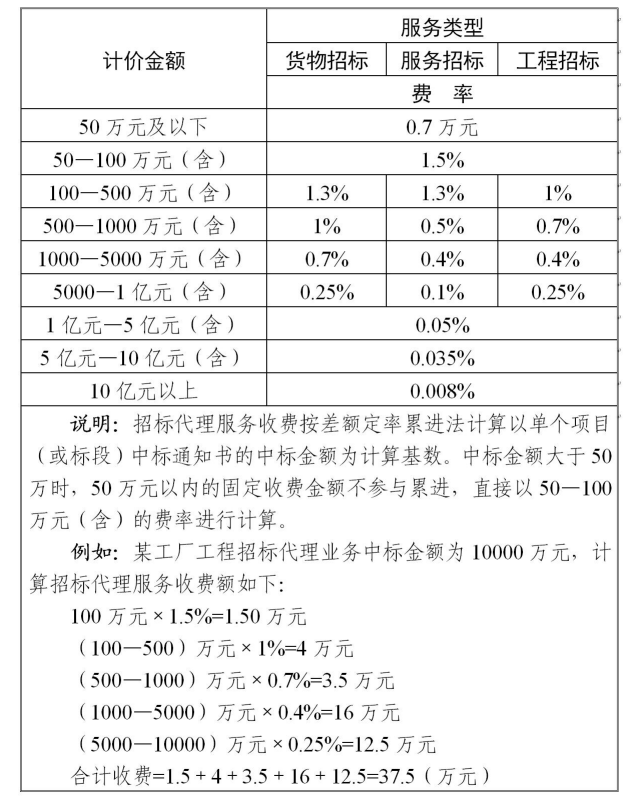 计价金额
服务类型
货物招标 服务招标 工程招标
费 率
50 万元及以下 0.7 万元
50—100 万元（含） 1.5%
100—500 万元（含） 1.3% 1.3% 1%
500—1000 万元（含） 1% 0.5% 0.7%
1000—5000 万元（含） 0.7% 0.4% 0.4%
5000—1 亿元（含） 0.25% 0.1% 0.25%
1 亿元—5 亿元（含） 0.05%
5 亿元—10 亿元（含） 0.035%
10 亿元以上 0.008%
说明：招标代理服务收费按差额定率累进法计算以单个项目
（或标段）中标通知书的中标金额为计算基数。中标金额大于 50
万时，50 万元以内的固定收费金额不参与累进，直接以 50—100
万元（含）的费率进行计算。
例如：某工厂工程招标代理业务中标金额为 10000 万元，计
算招标代理服务收费额如下：
100 万元×1.5%=1.50 万元
（100—500）万元×1%=4 万元
（500—1000）万元×0.7%=3.5 万元
（1000—5000）万元×0.4%=16 万元
（5000—10000）万元×0.25%=12.5 万元
合计收费=1.5＋4＋3.5＋16＋12.5=37.5（万元）